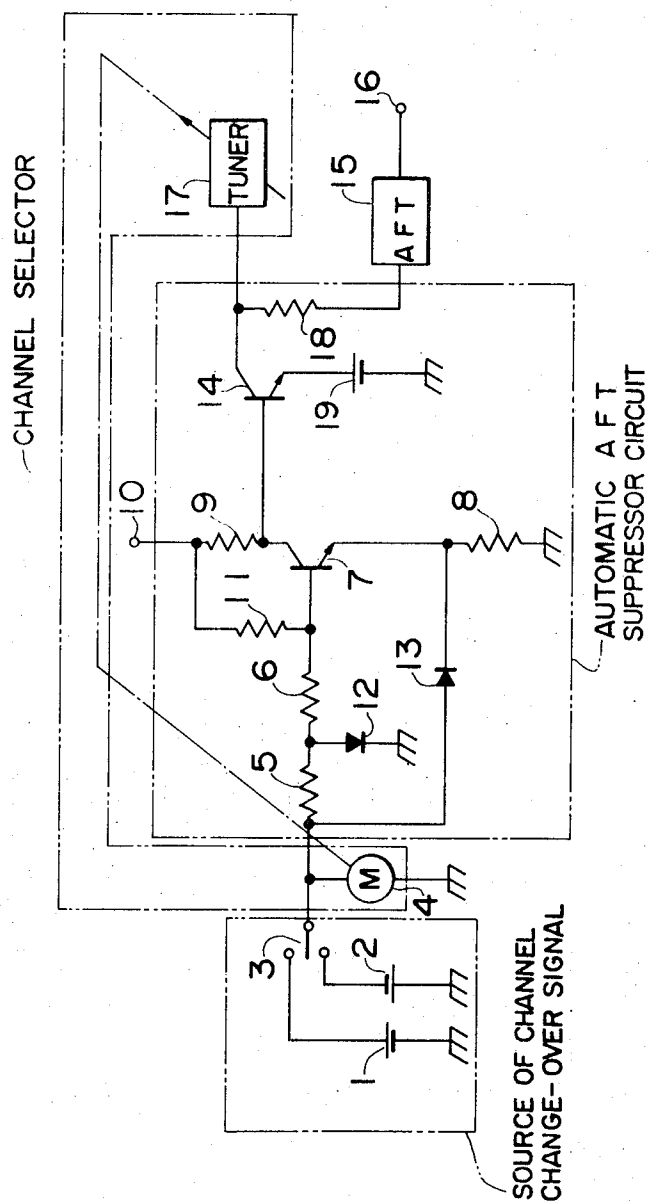 CHANNEL SELECTOR
17
TUNER
16
15
AFT
18
14
19
10
9
11
7
8
6
5
12
13
M
4
3
2
1
AUTOMATIC AFT
SUPPRESSOR CIRCUIT
SOURCE OF CHANNEL
CHANGE-OVER SIGNAL